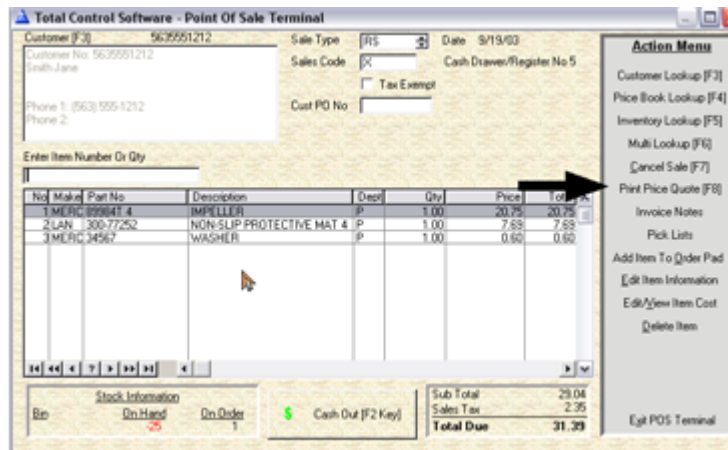 Total Control Software - Point Of Sale Terminal
Customer [F3] 5635551212
Customer No: 5635551212
Smith Jane
Phone 1: (563) 555-1212
Phone 2:
Sale Type RS Date 9/19/03
Sales Code X Cash Drawer/Register No 5
Tax Exempt
Cust PO No
Enter Item Number Or Qty
No Make Part No Description Dept Qty Price Total
1 MERC 89984T 4 IMPELLER P 1.00 20.75 20.75
2 LAN 300-77252 NON-SLIP PROTECTIVE MAT 4 P 1.00 7.69 7.69
3 MERC 34567 WASHER P 1.00 0.60 0.60
Stock Information
Bin On Hand On Order
-25 1
$ Cash Out [F2 Key]
Sub Total 29.04
Sales Tax 2.35
Total Due 31.39
Action Menu
Customer Lookup [F3]
Price Book Lookup [F4]
Inventory Lookup [F5]
Multi Lookup [F6]
Cancel Sale [F7]
Print Price Quote [F8]
Invoice Notes
Pick Lists
Add Item To Order Pad
Edit Item Information
Edit/View Item Cost
Delete Item
Exit POS Terminal